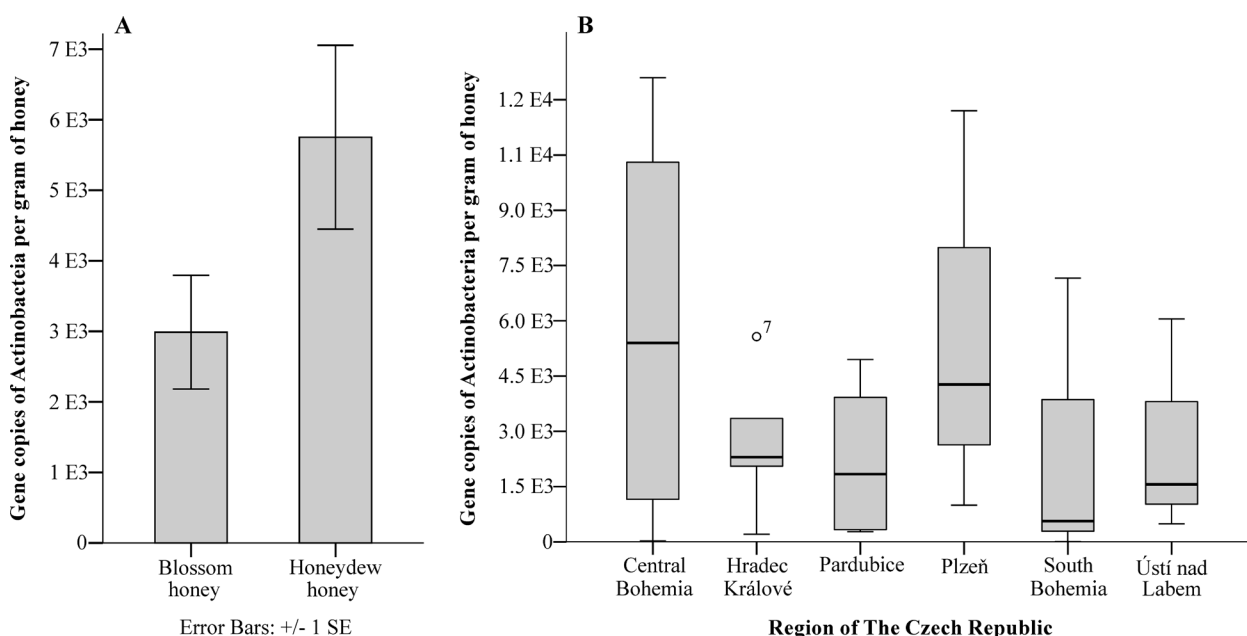 A
Gene copies of Actinobacteia per gram of honey
7 E3
6 E3
5 E3
4 E3
3 E3
2 E3
1 E3
0
Blossom
honey
Honeydew
honey
Error Bars: +/- 1 SE
B
Gene copies of Actinobacteria per gram of honey
1.2 E4
1.1 E4
9.0 E3
7.5 E3
6.0 E3
4.5 E3
3.0 E3
1.5 E3
0
7
Central
Bohemia
Hradec
Králové
Pardubice
Plzeň
South
Bohemia
Ústí nad
Labem
Region of The Czech Republic